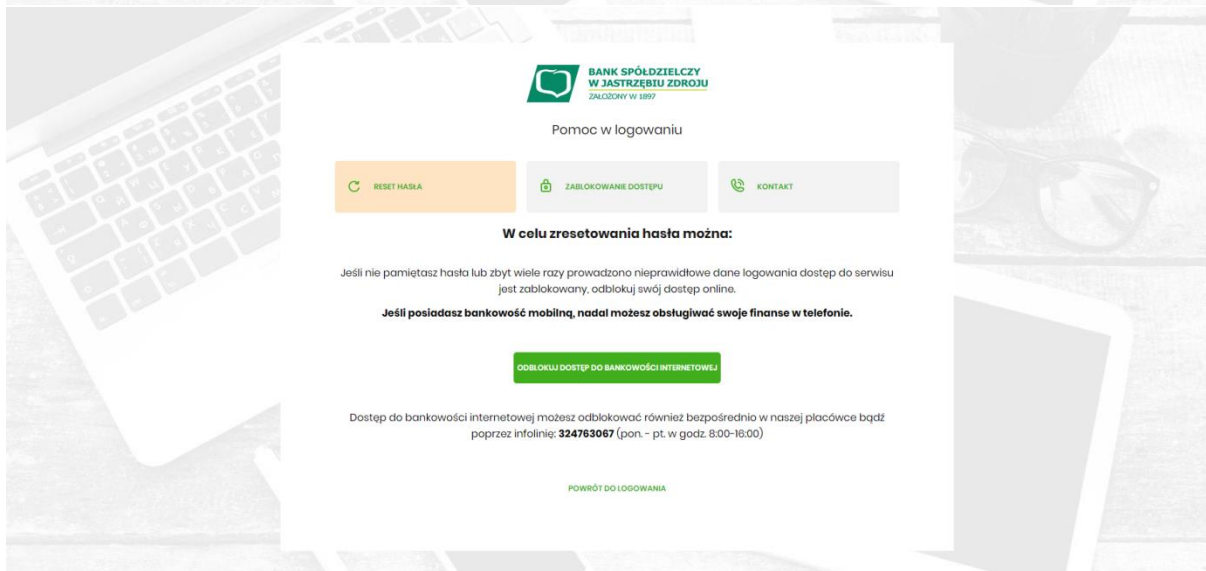 BANK SPÓŁDZIELCZY
W JASTRZĘBIU ZDROJU
ZAŁOŻONY W 1897
Pomoc w logowaniu
RESET HASŁA
ZABLOKOWANIE DOSTĘPU
KONTAKT
W celu zresetowania hasła można:
Jeśli nie pamiętasz hasła lub zbyt wiele razy prowadzono nieprawidłowe dane logowania dostęp do serwisu
jest zablokowany, odblokuj swój dostęp online.
Jeśli posiadasz bankowość mobilną, nadal możesz obsługiwać swoje finanse w telefonie.
ODBLOKUJ DOSTĘP DO BANKOWOŚCI INTERNETOWEJ
Dostęp do bankowości internetowej możesz odblokować również bezpośrednio w naszej placówce bądź
poprzez infolinię: 324763067 (pon. - pt. w godz. 8:00-16:00)
POWRÓT DO LOGOWANIA